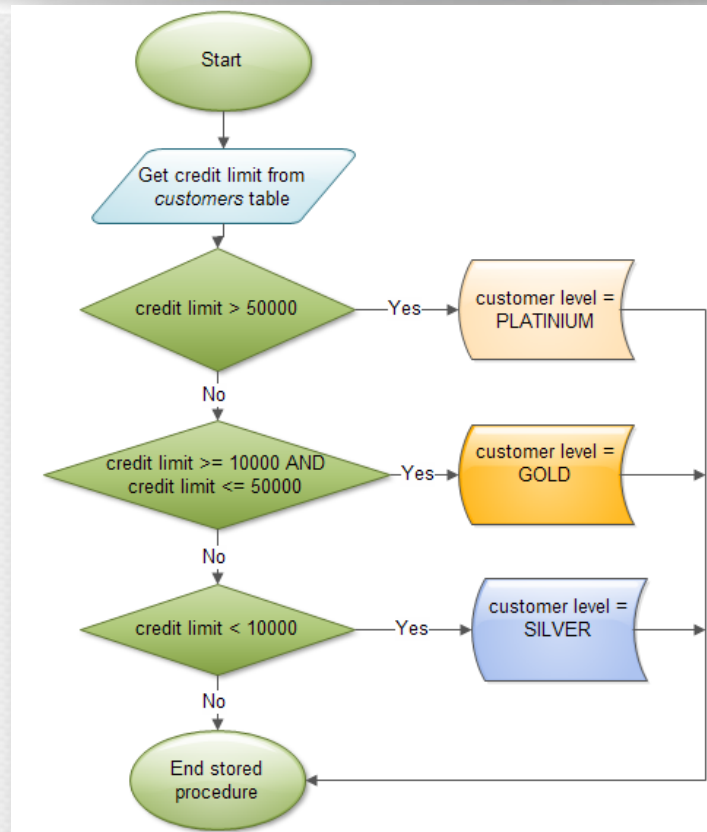 Start
Get credit limit from
customers table
credit limit > 50000
Yes
customer level =
PLATINIUM
No
credit limit >= 10000 AND
credit limit <= 50000
Yes
customer level =
GOLD
No
credit limit < 10000
Yes
customer level =
SILVER
No
End stored
procedure